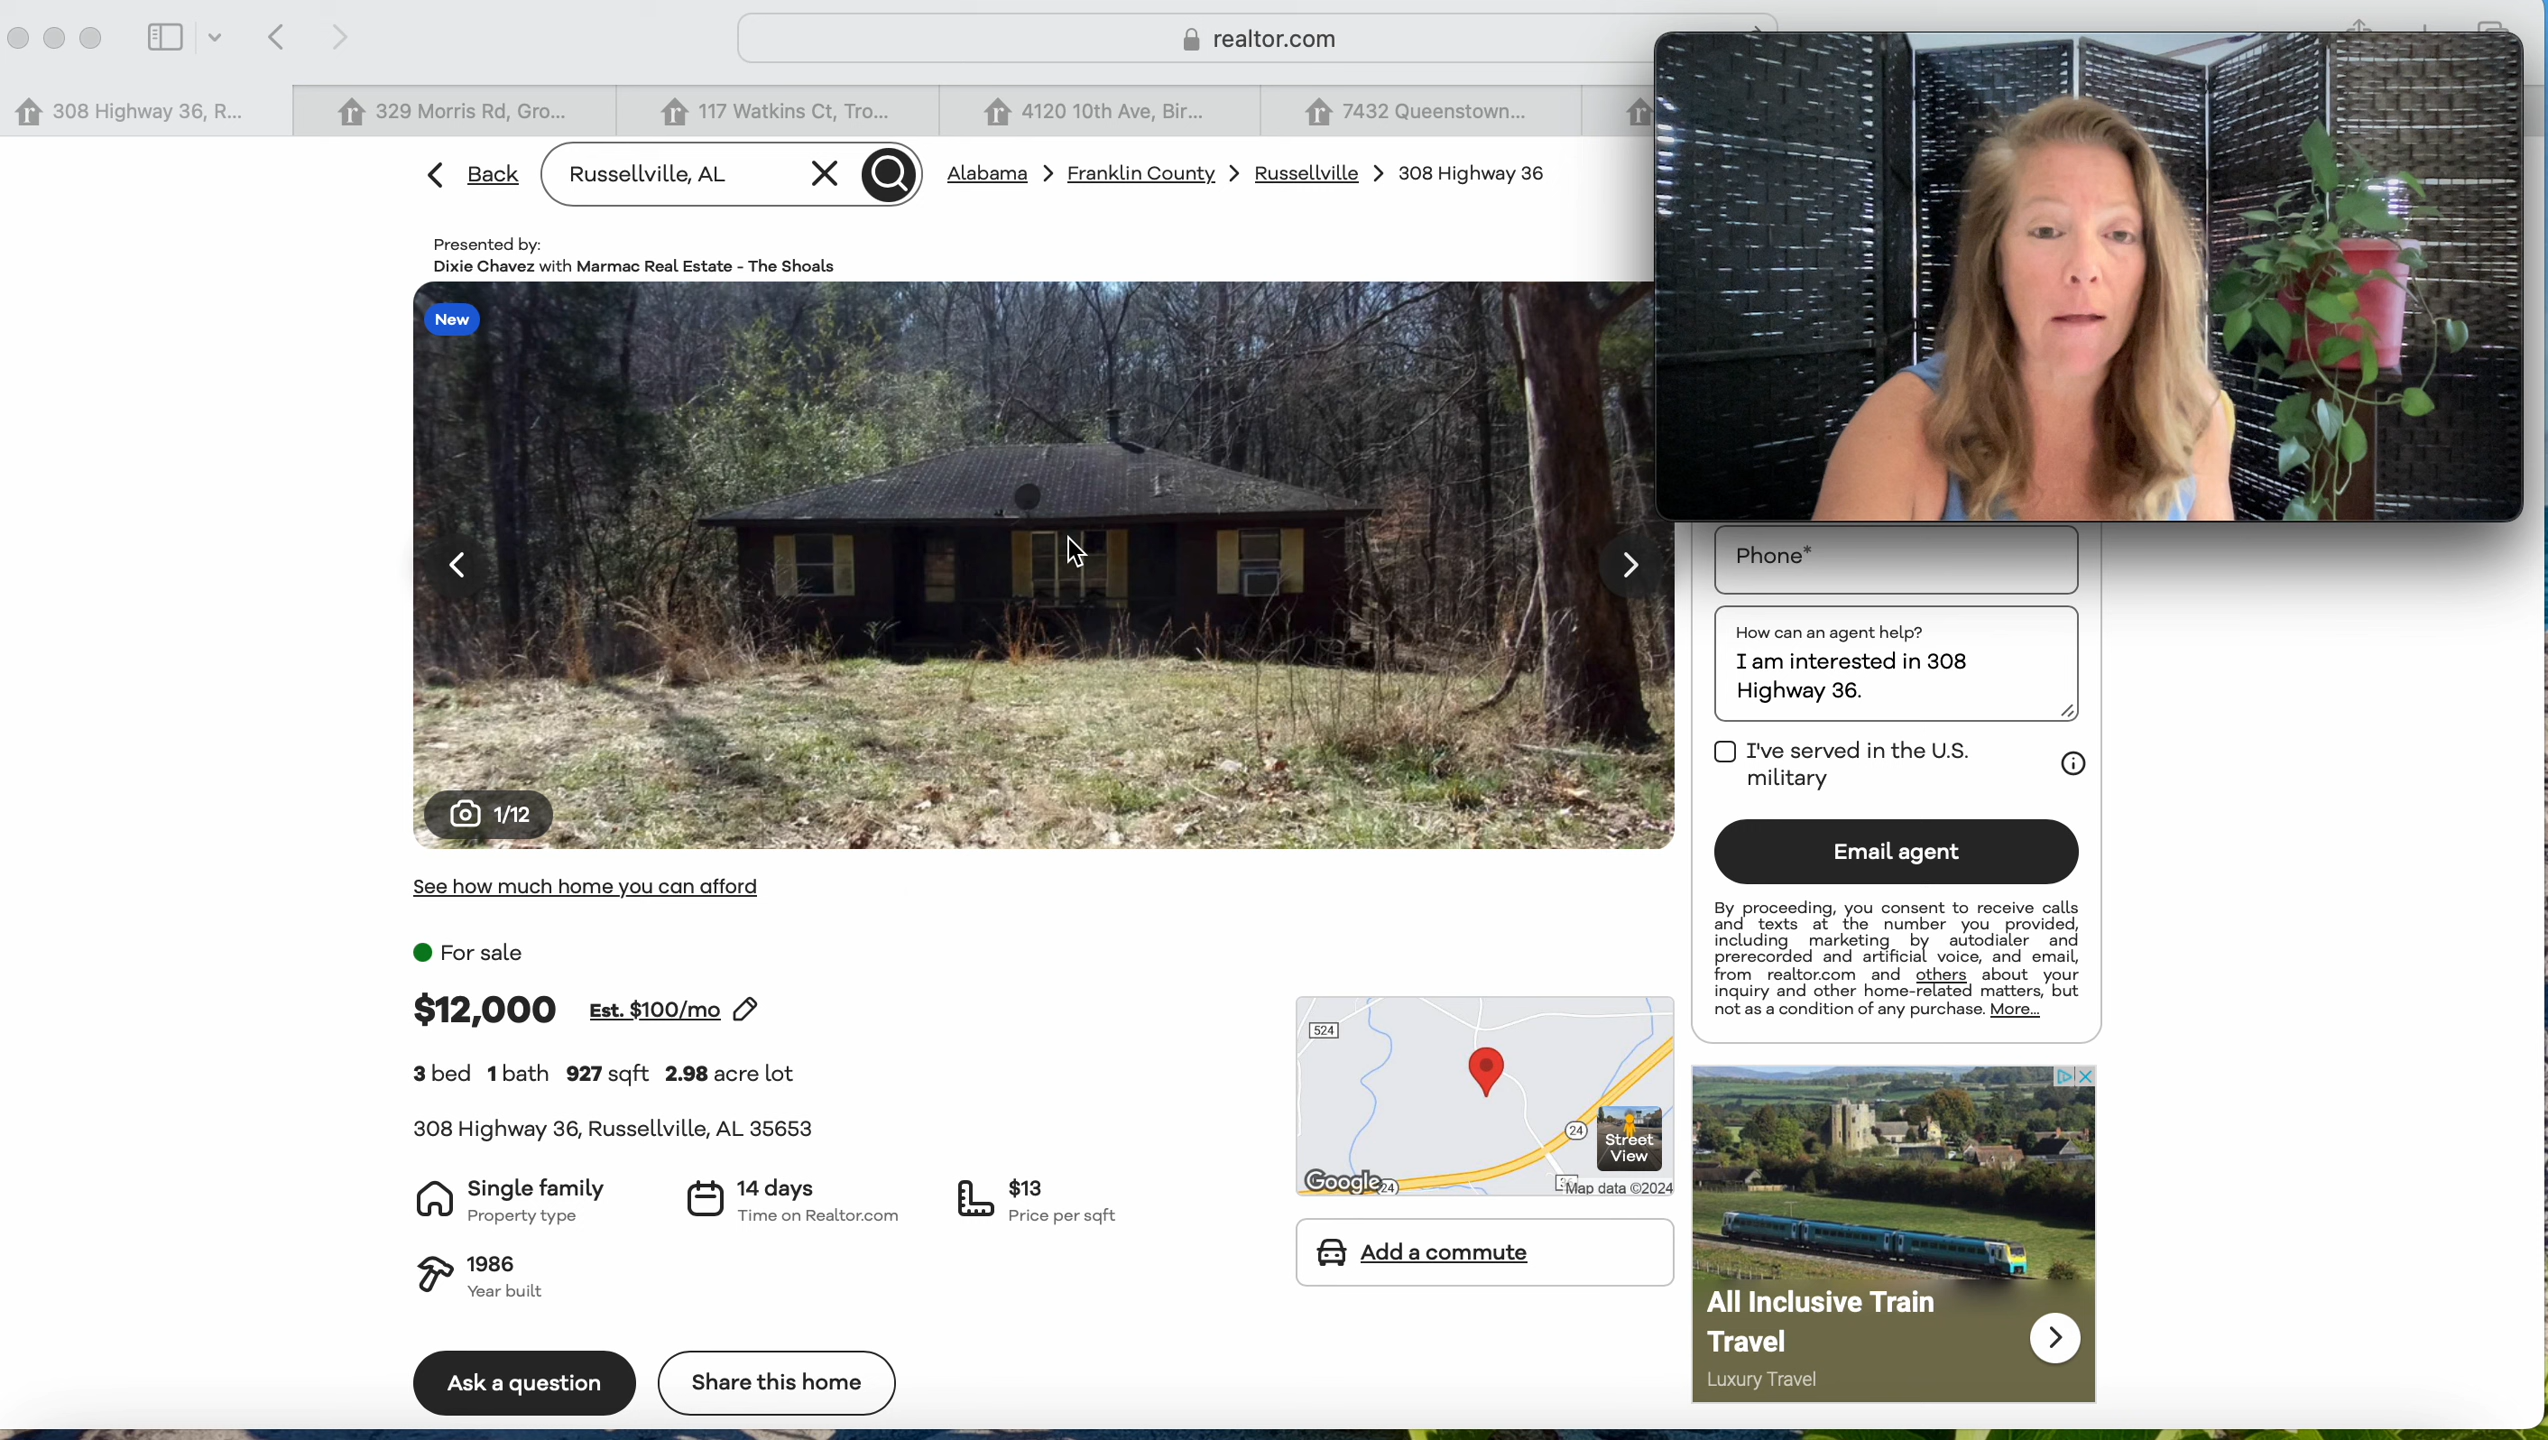 realtor.com
308 Highway 36, R...
329 Morris Rd, Gro...
117 Watkins Ct, Tro...
4120 10th Ave, Bir...
7432 Queenstown...
Back
Russellville, AL
Alabama > Franklin County > Russellville > 308 Highway 36
Presented by:
Dixie Chavez with Marmac Real Estate - The Shoals
New
1/12
See how much home you can afford
For sale
$12,000
Est. $100/mo
3 bed 1 bath 927 sqft 2.98 acre lot
308 Highway 36, Russellville, AL 35653
Single family
Property type
14 days
Time on Realtor.com
$13
Price per sqft
1986
Year built
Ask a question
Share this home
524
24
Street
View
Google
24
Map data ©2024
Add a commute
Phone*
How can an agent help?
I am interested in 308
Highway 36.
I've served in the U.S.
military
Email agent
By proceeding, you consent to receive calls
and texts at the number you provided,
including marketing by autodialer and
prerecorded and artificial voice, and email,
from realtor.com and others about your
inquiry and other home-related matters, but
not as a condition of any purchase. More...
All Inclusive Train
Travel
Luxury Travel